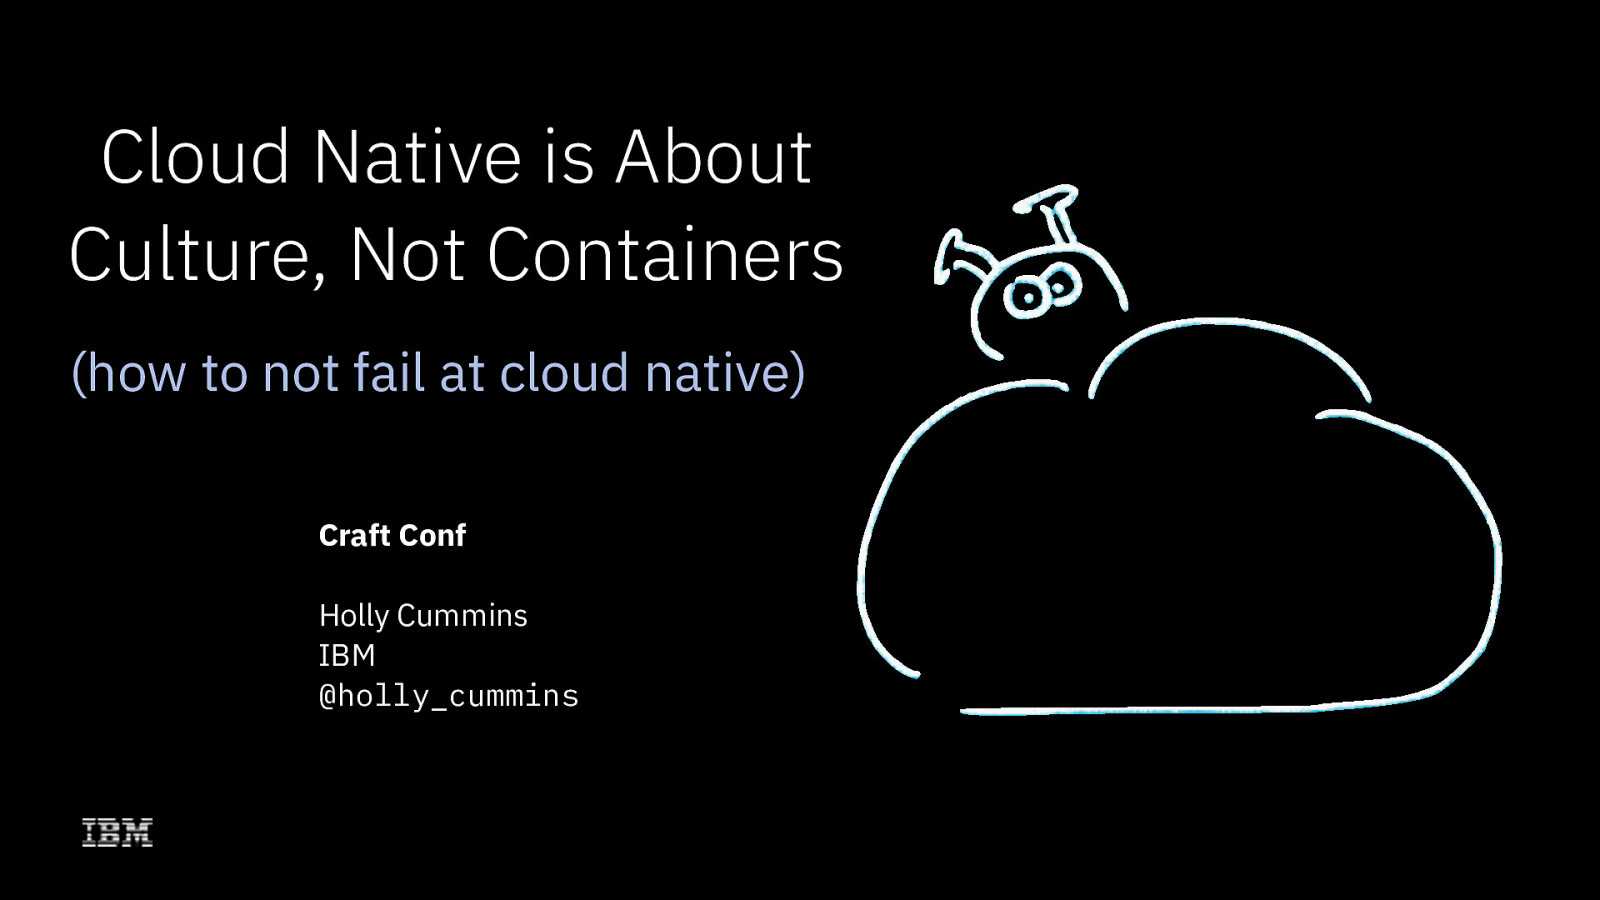 Cloud Native is About
Culture, Not Containers
(how to not fail at cloud native)
Craft Conf
Holly Cummins
IBM
@holly_cummins
IBM